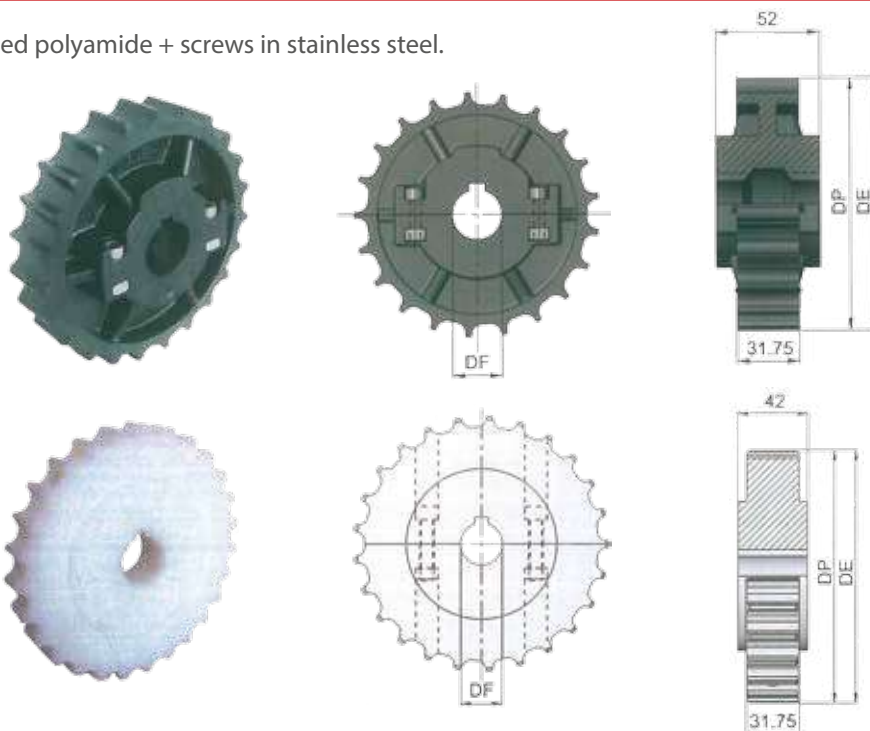 ed polyamide + screws in stainless steel.
52
DP
DE
DF
31.75
42
DP
DE
DF
31.75